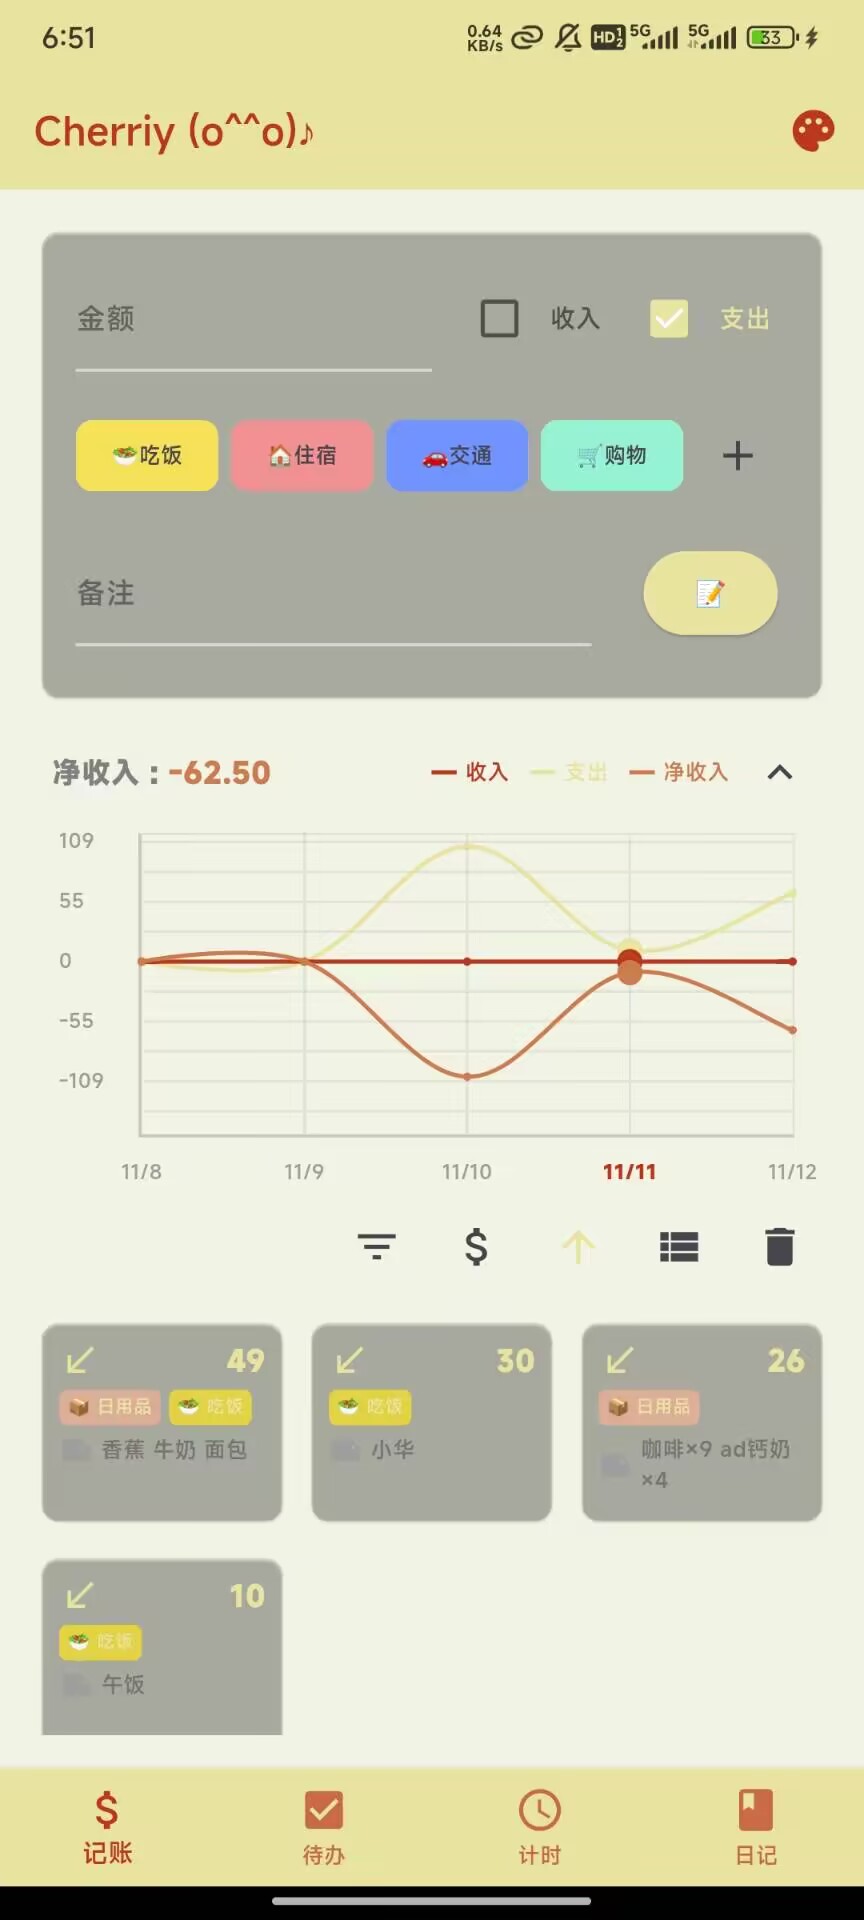 6:51 0.64 KB/s HD 1 2 5G 5G 33
Cherriy (o^^o)♪
金额 收入 支出
🥗吃饭 🏠住宿 🚗交通 🛒购物 +
备注
净收入：-62.50 收入 支出 净收入
109
55
0
-55
-109
11/8 11/9 11/10 11/11 11/12
$
49
📦 日用品 🥗 吃饭
香蕉 牛奶 面包
30
🥗 吃饭
小华
26
📦 日用品
咖啡×9 ad钙奶
×4
10
🥗 吃饭
午饭
$
记账 待办 计时 日记